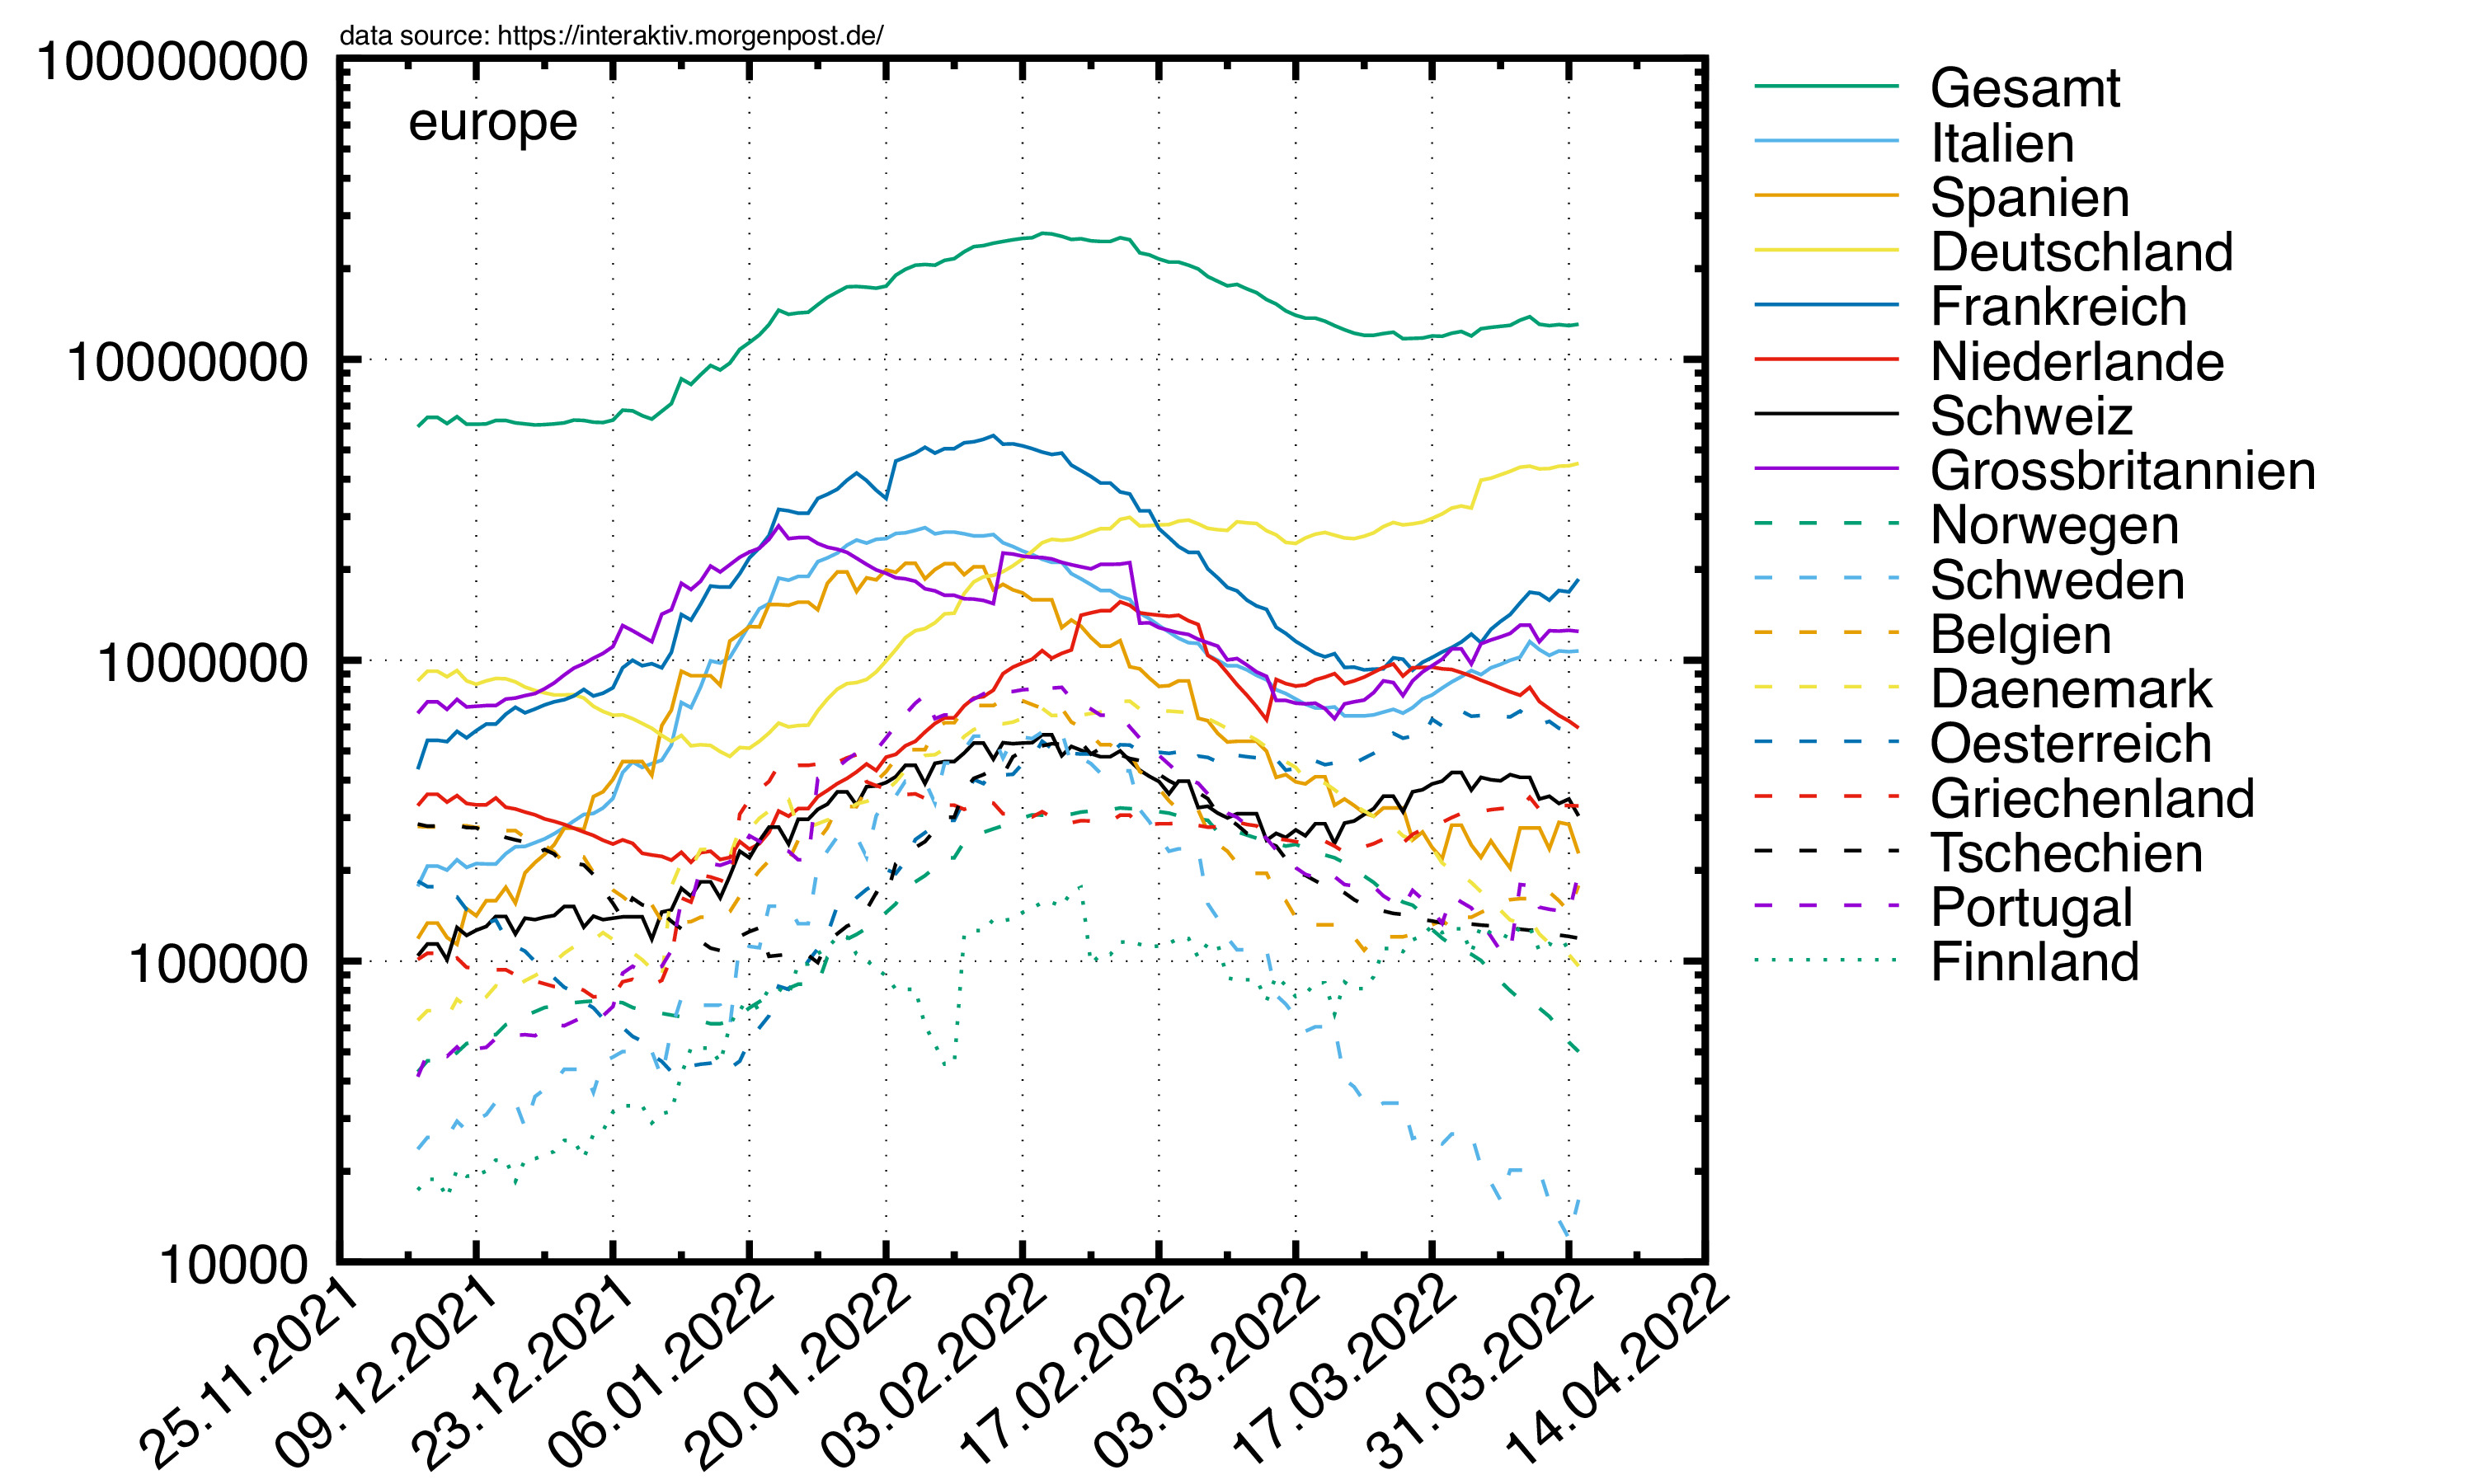 data source: https://interaktiv.morgenpost.de/
europe
100000000
10000000
1000000
100000
10000
25.11.2021
09.12.2021
23.12.2021
06.01.2022
20.01.2022
03.02.2022
17.02.2022
03.03.2022
17.03.2022
31.03.2022
14.04.2022
Gesamt
Italien
Spanien
Deutschland
Frankreich
Niederlande
Schweiz
Grossbritannien
Norwegen
Schweden
Belgien
Daenemark
Oesterreich
Griechenland
Tschechien
Portugal
Finnland